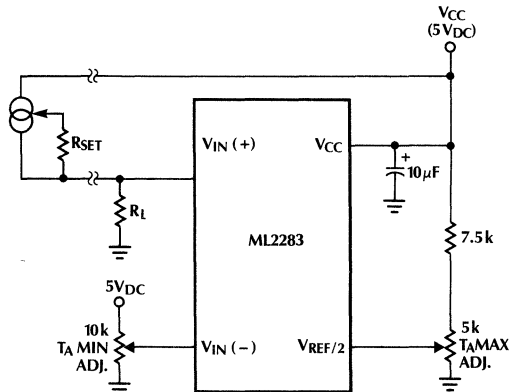 VCC
(5VDC)
RSET
VIN (+)
VCC
+
10µF
RL
ML2283
7.5k
5VDC
10k
TA MIN
ADJ.
VIN (−)
VREF/2
5k
TAMAX
ADJ.